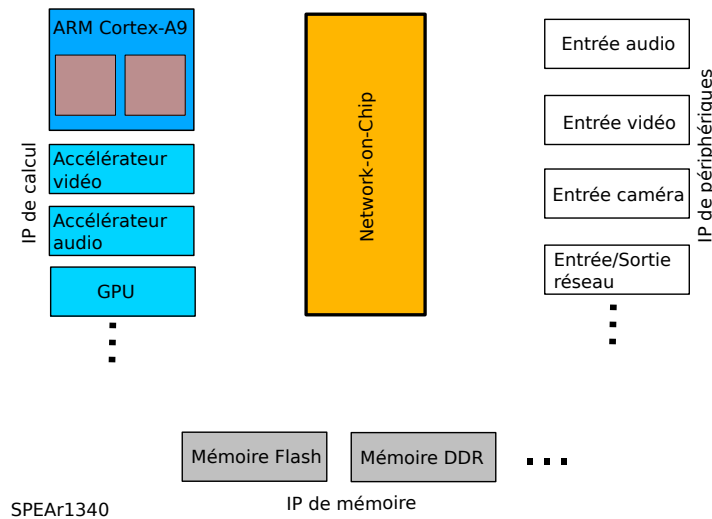 ARM Cortex-A9
Accélérateur
vidéo
Accélérateur
audio
GPU
IP de calcul
Network-on-Chip
Entrée audio
Entrée vidéo
Entrée caméra
Entrée/Sortie
réseau
IP de périphériques
Mémoire Flash
Mémoire DDR
IP de mémoire
SPEAr1340